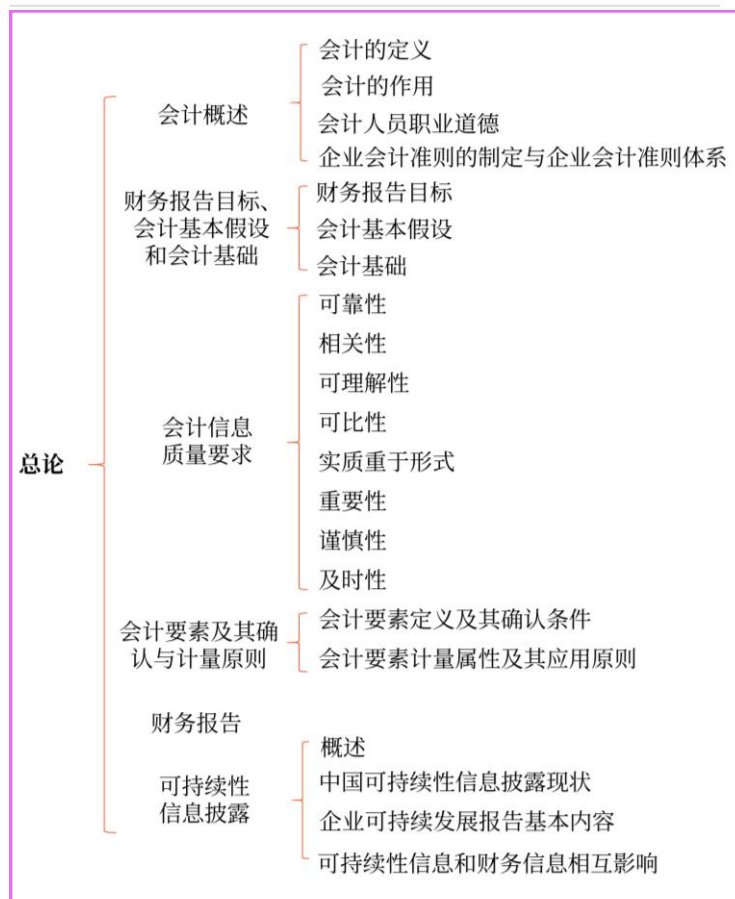 总论
会计概述
会计的定义
会计的作用
会计人员职业道德
企业会计准则的制定与企业会计准则体系
财务报告目标、
会计基本假设
和会计基础
财务报告目标
会计基本假设
会计基础
会计信息
质量要求
可靠性
相关性
可理解性
可比性
实质重于形式
重要性
谨慎性
及时性
会计要素及其确
认与计量原则
会计要素定义及其确认条件
会计要素计量属性及其应用原则
财务报告
可持续性
信息披露
概述
中国可持续性信息披露现状
企业可持续发展报告基本内容
可持续性信息和财务信息相互影响